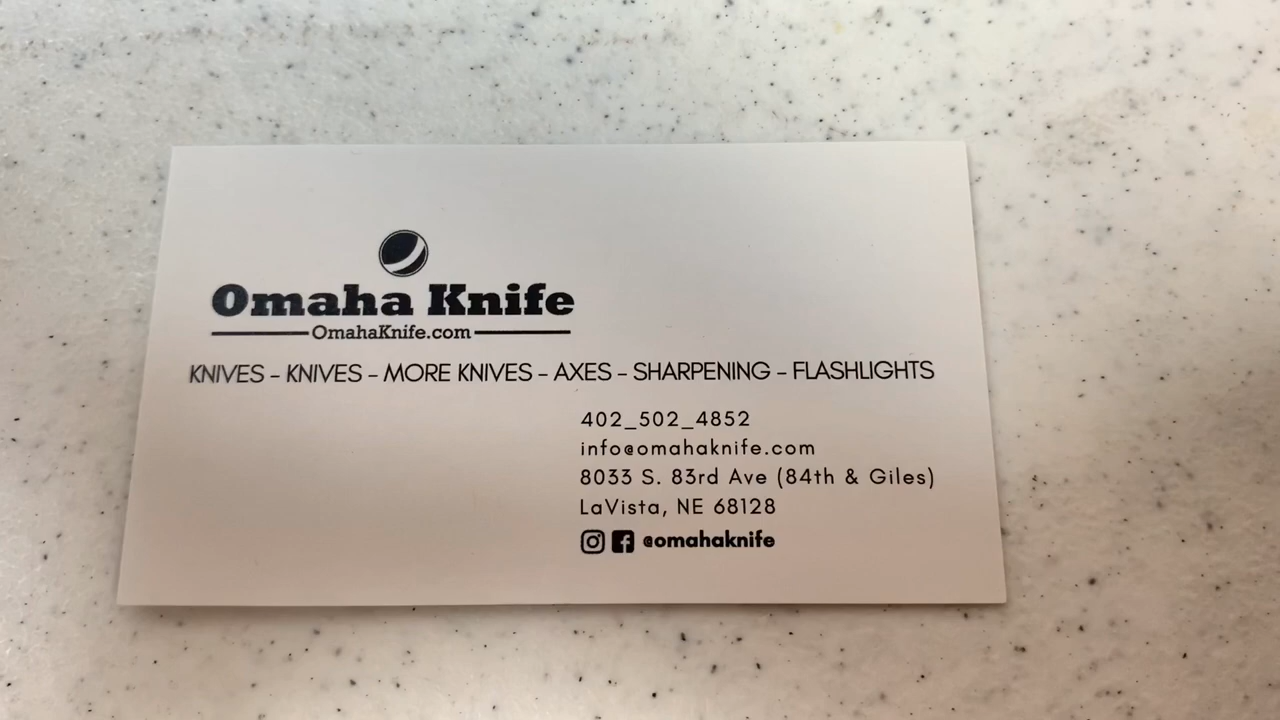 Omaha Knife
OmahaKnife.com
KNIVES - KNIVES - MORE KNIVES - AXES - SHARPENING - FLASHLIGHTS
402_502_4852
info@omahaknife.com
8033 S. 83rd Ave (84th & Giles)
LaVista, NE 68128
@omahaknife